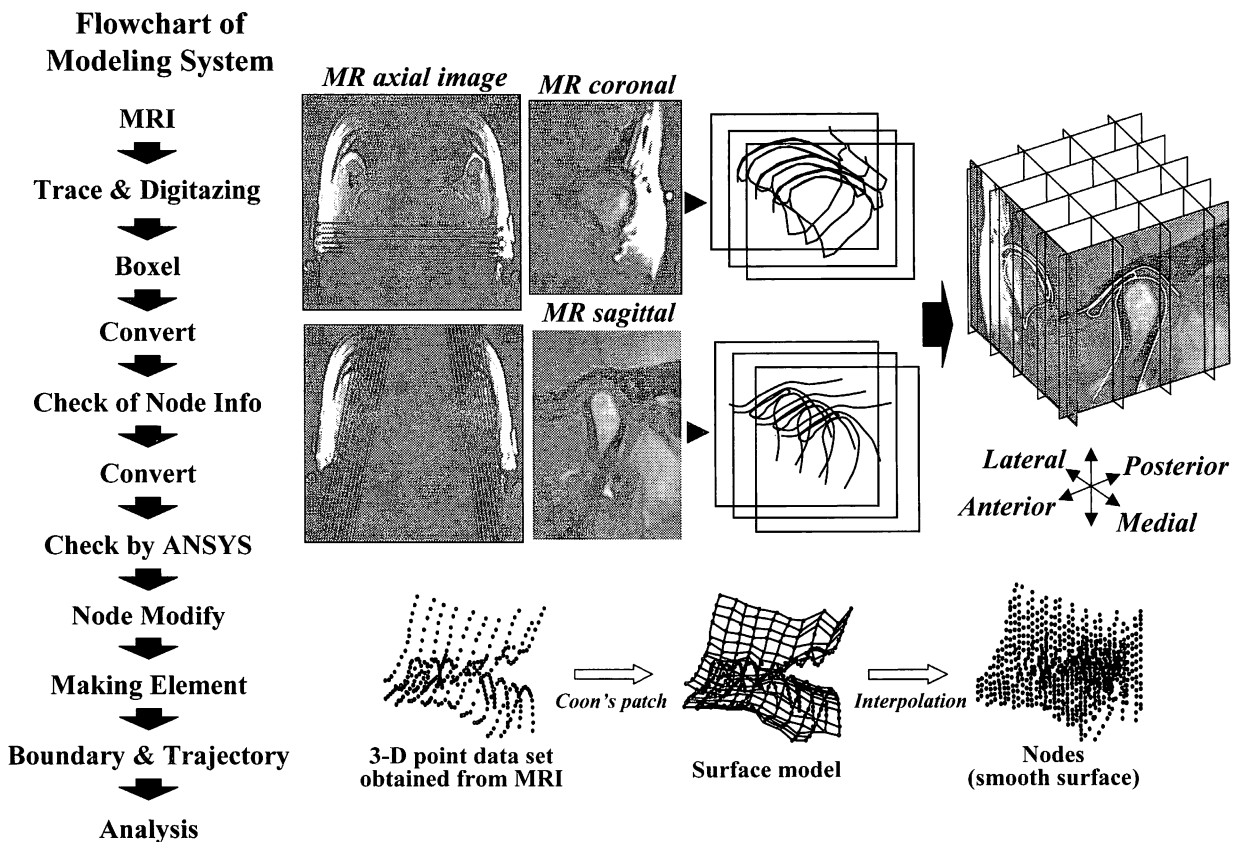 Flowchart of
Modeling System
MRI
Trace & Digitazing
Boxel
Convert
Check of Node Info
Convert
Check by ANSYS
Node Modify
Making Element
Boundary & Trajectory
Analysis
MR axial image
MR coronal
MR sagittal
Lateral
Posterior
Anterior
Medial
Coon's patch
Interpolation
3-D point data set
obtained from MRI
Surface model
Nodes
(smooth surface)